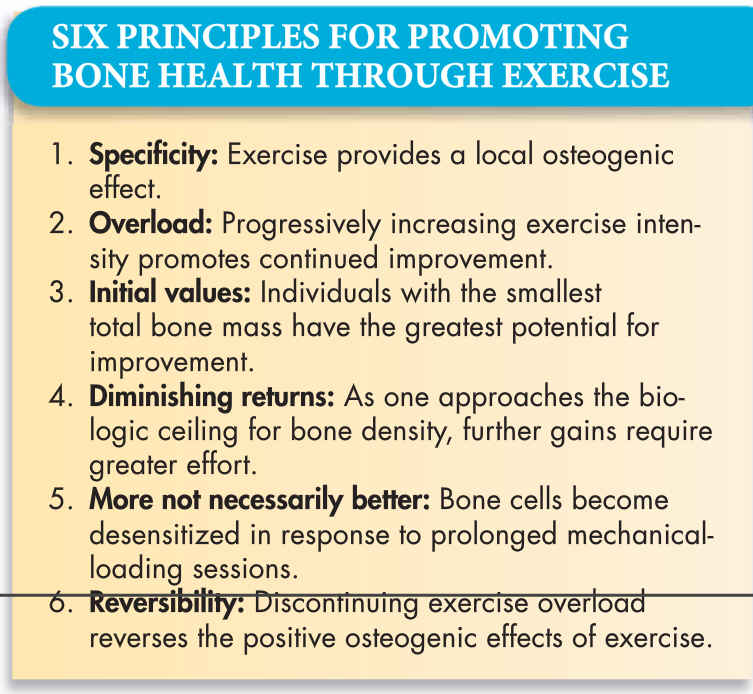 SIX PRINCIPLES FOR PROMOTING
BONE HEALTH THROUGH EXERCISE
1. Specificity: Exercise provides a local osteogenic
effect.
2. Overload: Progressively increasing exercise inten-
sity promotes continued improvement.
3. Initial values: Individuals with the smallest
total bone mass have the greatest potential for
improvement.
4. Diminishing returns: As one approaches the bio-
logic ceiling for bone density, further gains require
greater effort.
5. More not necessarily better: Bone cells become
desensitized in response to prolonged mechanical-
loading sessions.
6. Reversibility: Discontinuing exercise overload
reverses the positive osteogenic effects of exercise.